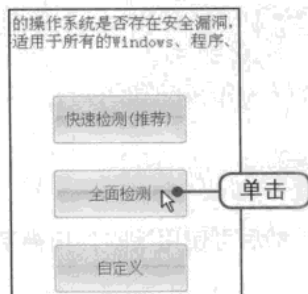 的操作系统是否存在安全漏洞，
适用于所有的Windows、程序、
快速检测(推荐)
全面检测
单击
自定义